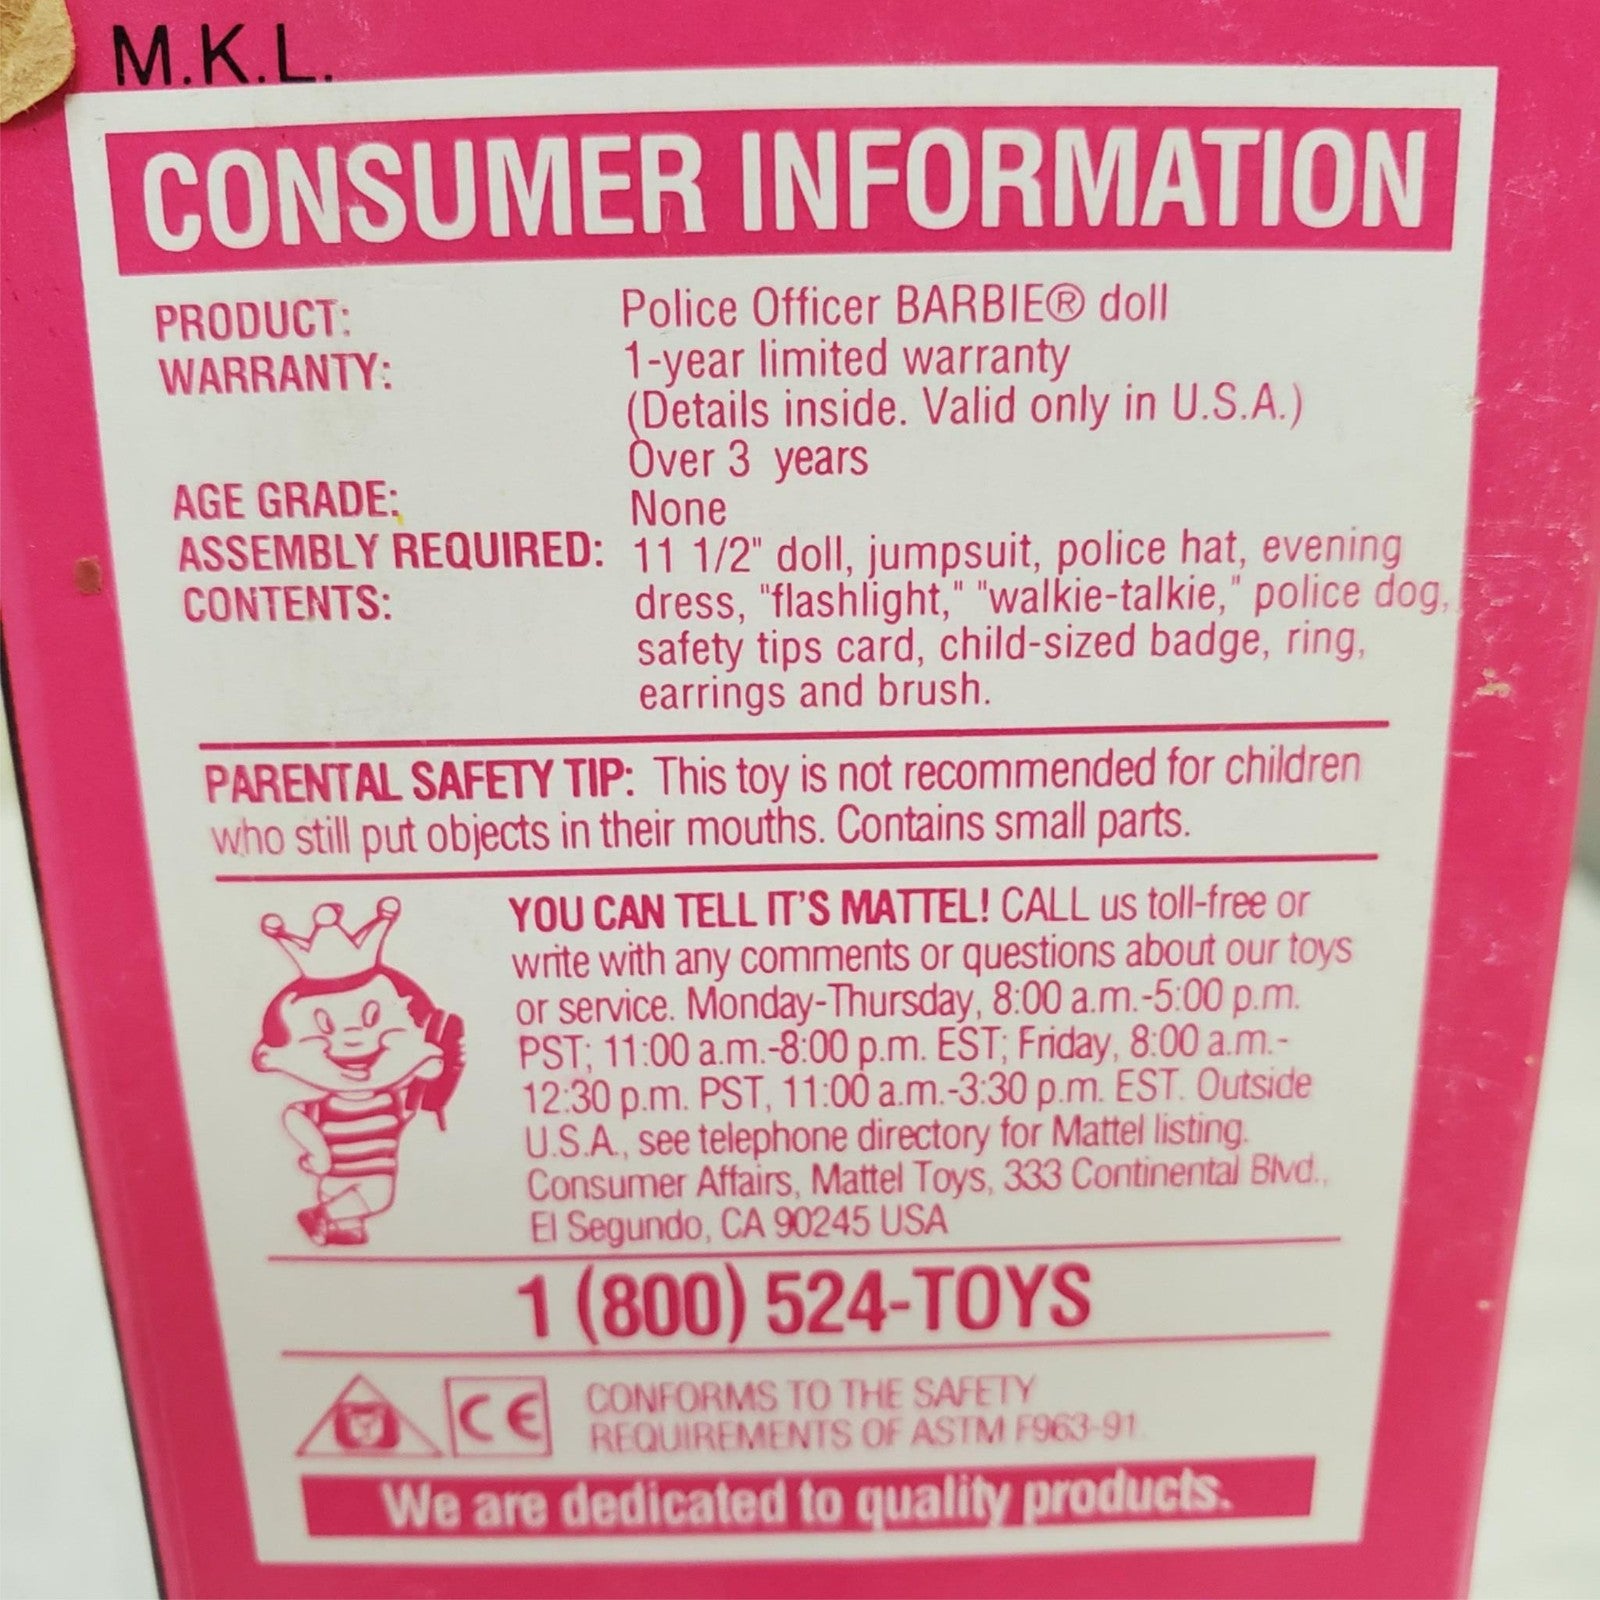 M.K.L.
CONSUMER INFORMATION
PRODUCT: Police Officer BARBIE® doll
WARRANTY: 1-year limited warranty
(Details inside. Valid only in U.S.A.)
AGE GRADE: Over 3 years
ASSEMBLY REQUIRED: None
CONTENTS: 11 1/2" doll, jumpsuit, police hat, evening
dress, "flashlight," "walkie-talkie," police dog,
safety tips card, child-sized badge, ring,
earrings and brush.
PARENTAL SAFETY TIP: This toy is not recommended for children
who still put objects in their mouths. Contains small parts.
YOU CAN TELL IT'S MATTEL! CALL us toll-free or
write with any comments or questions about our toys
or service. Monday-Thursday, 8:00 a.m.-5:00 p.m.
PST; 11:00 a.m.-8:00 p.m. EST; Friday, 8:00 a.m.-
12:30 p.m. PST, 11:00 a.m.-3:30 p.m. EST. Outside
U.S.A., see telephone directory for Mattel listing.
Consumer Affairs, Mattel Toys, 333 Continental Blvd.,
El Segundo, CA 90245 USA
1 (800) 524-TOYS
CE
CONFORMS TO THE SAFETY
REQUIREMENTS OF ASTM F963-91.
We are dedicated to quality products.